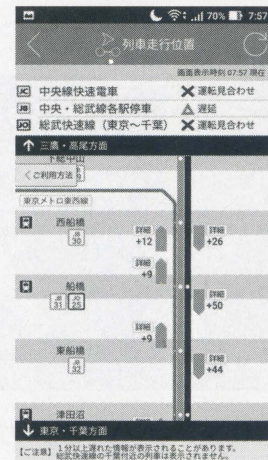 70% 7:57
列車走行位置
画面表示時刻 07:57 現在
JC 中央線快速電車 ✖ 運転見合わせ
JB 中央・総武線各駅停車 △ 遅延
JO 総武快速線（東京～千葉） ✖ 運転見合わせ
↑ 三鷹・高尾方面
下総中山
< ご利用方法
東京メトロ東西線
西船橋
JB 30
詳細 +12
詳細 +26
詳細 +9
船橋
JB 31 JO 25
詳細 +50
詳細 +9
東船橋
JB 32
詳細 +44
津田沼
詳細
↓ 東京・千葉方面
【ご注意】 1分以上遅れた情報が表示されることがあります。
総武快速線の千葉付近の列車は表示されません。